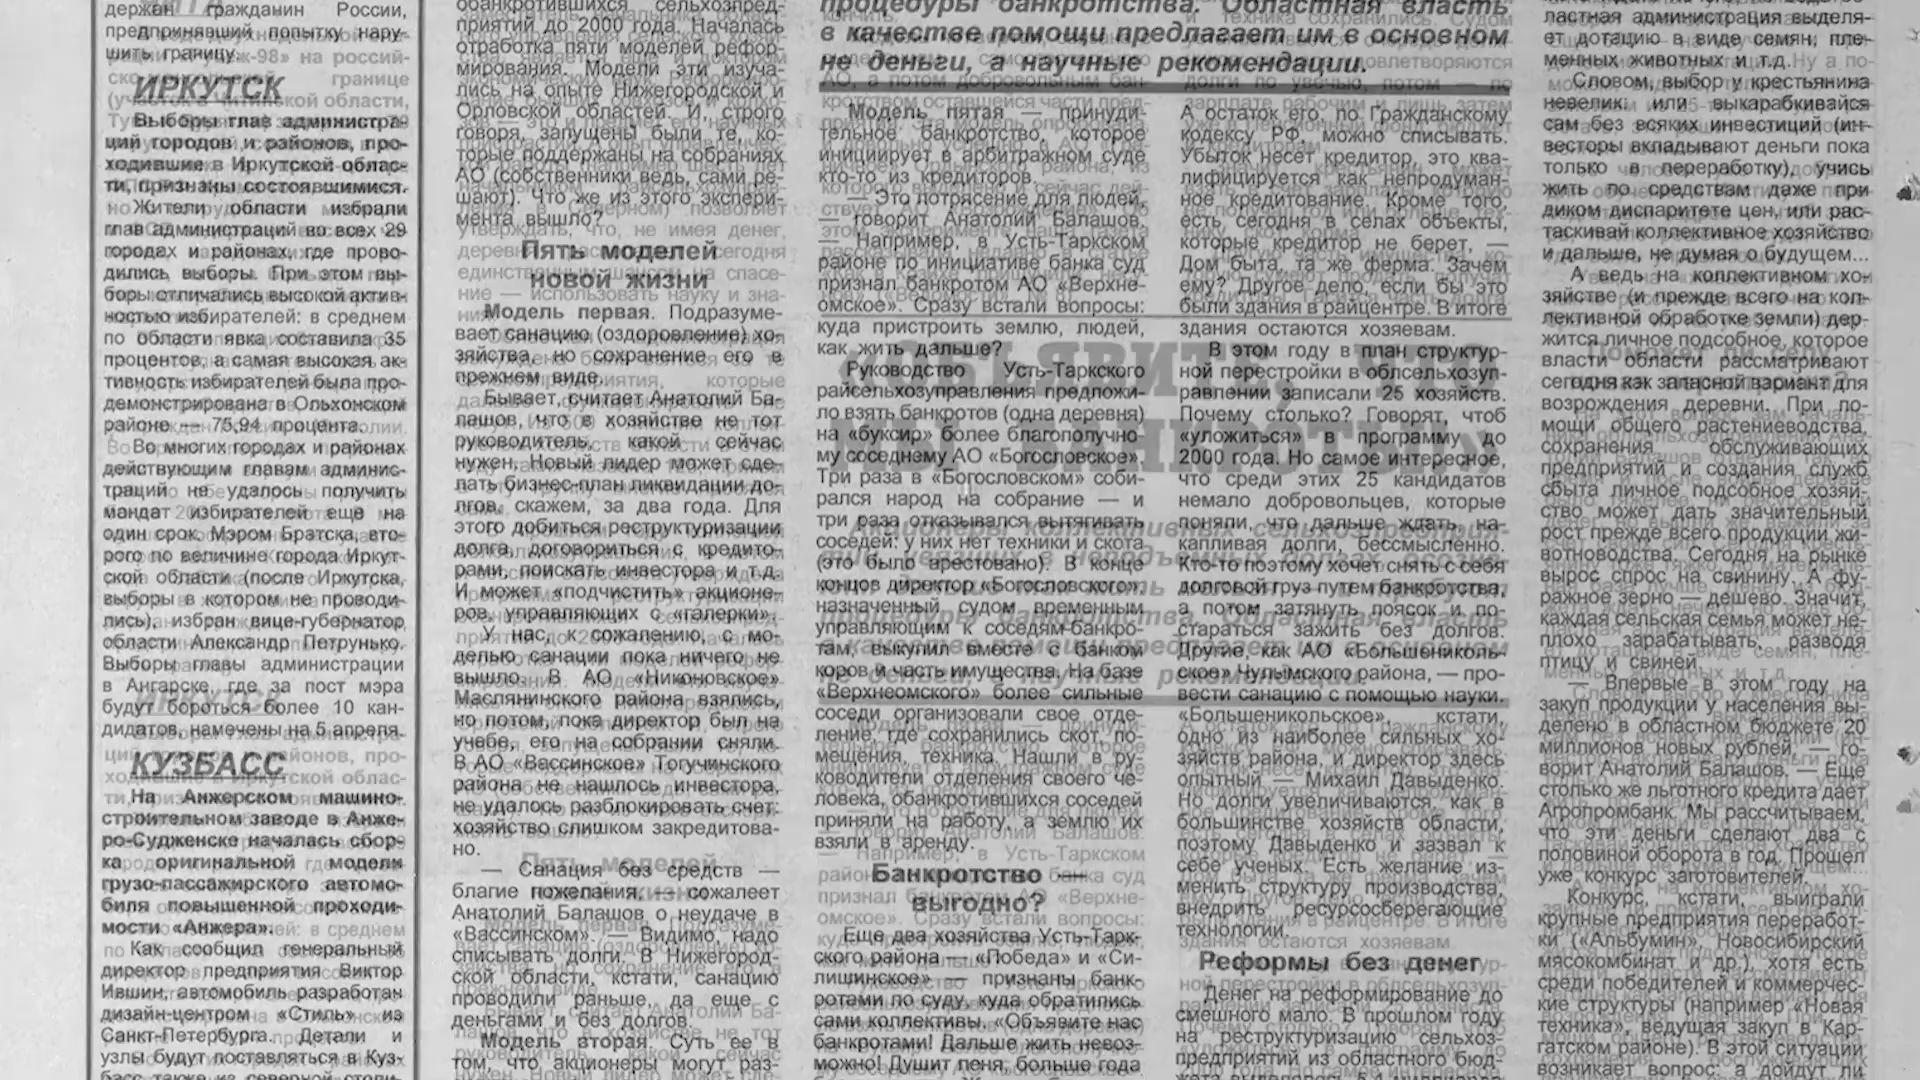 держан гражданин России,
предпринявший попытку нару-
шить границу.
ИРКУТСК
Выборы глав администра-
ций городов и районов, про-
ходившие в Иркутской облас-
ти, признаны состоявшимися.
Жители области избрали
глав администраций во всех 29
городах и районах, где прово-
дились выборы. При этом вы-
боры отличались высокой актив-
ностью избирателей: в среднем
по области явка составила 35
процентов, а самая высокая ак-
тивность избирателей была про-
демонстрирована в Ольхонском
районе — 75,94 процента.
Во многих городах и районах
действующим главам админис-
траций не удалось получить
мандат избирателей еще на
один срок. Мэром Братска, вто-
рого по величине города Иркут-
ской области (после Иркутска,
выборы в котором не проводи-
лись), избран вице-губернатор
области Александр Петрунько.
Выборы главы администрации
в Ангарске, где за пост мэра
будут бороться более 10 кан-
дидатов, намечены на 5 апреля.
КУЗБАСС
На Анжерском машино-
строительном заводе в Анже-
ро-Судженске началась сбор-
ка оригинальной модели
грузо-пассажирского автомо-
биля повышенной проходи-
мости «Анжера».
Как сообщил генеральный
директор предприятия Виктор
Ившин, автомобиль разработан
дизайн-центром «Стиль» из
Санкт-Петербурга. Детали и
узлы будут поставляться в Куз-
басс также из северной столи-
обанкротившихся сельхозпред-
приятий до 2000 года. Началась
отработка пяти моделей рефор-
мирования. Модели эти изуча-
лись на опыте Нижегородской и
Орловской областей. И строго
говоря, запущены были те, ко-
торые поддержаны на собраниях
АО (собственники ведь, сами ре-
шают). Что же из этого экспери-
мента вышло?
Пять моделей
новой жизни
Модель первая. Подразуме-
вает санацию (оздоровление) хо-
зяйства, но сохранение его в
прежнем виде.
Бывает, считает Анатолий Ба-
лашов, что в хозяйстве не тот
руководитель, какой сейчас
нужен. Новый лидер может сде-
лать бизнес-план ликвидации до-
лгов, скажем, за два года. Для
этого добиться реструктуризации
долга, договориться с кредито-
рами, поискать инвестора и т.д.
И может «подчистить» акционе-
ров, управляющих с «галерки».
У нас, к сожалению, с мо-
делью санации пока ничего не
вышло. В АО «Никоновское»
Маслянинского района взялись,
но потом, пока директор был на
учебе, его на собрании сняли.
В АО «Вассинское» Тогучинского
района не нашлось инвестора,
не удалось разблокировать счет:
хозяйство слишком закредитова-
но.
— Санация без средств —
благие пожелания, — сожалеет
Анатолий Балашов о неудаче в
«Вассинском». — Видимо надо
списывать долги. В Нижегород-
ской области, кстати, санацию
проводили раньше, да еще с
деньгами и без долгов.
Модель вторая. Суть ее в
том, что акционеры могут раз-
процедуры банкротства. Областная власть
в качестве помощи предлагает им в основном
не деньги, а научные рекомендации.
Модель пятая — принуди-
тельное банкротство, которое
инициирует в арбитражном суде
кто-то из кредиторов.
— Это потрясение для людей,
— говорит Анатолий Балашов.
— Например, в Усть-Таркском
районе по инициативе банка суд
признал банкротом АО «Верхне-
омское». Сразу встали вопросы:
куда пристроить землю, людей,
как жить дальше?
Руководство Усть-Таркского
райсельхозуправления предложи-
ло взять банкротов (одна деревня)
на «буксир» более благополучно-
му соседнему АО «Богословское».
Три раза в «Богословском» соби-
рался народ на собрание — и
три раза отказывался вытягивать
соседей: у них нет техники и скота
(это было арестовано). В конце
концов директор «Богословского»,
назначенный судом временным
управляющим к соседям-банкро-
там, выкупил вместе с банком
коров и часть имущества. На базе
«Верхнеомского» более сильные
соседи организовали свое отде-
ление, где сохранились скот, по-
мещения, техника. Нашли в ру-
ководители отделения своего че-
ловека, обанкротившихся соседей
приняли на работу, а землю их
взяли в аренду.
Банкротство —
выгодно?
Еще два хозяйства Усть-Тарк-
ского района — «Победа» и «Си-
лишинское» — признаны банк-
ротами по суду, куда обратились
сами коллективы. «Объявите нас
банкротами! Дальше жить невоз-
можно! Душит пеня, больше года
А остаток его, по Гражданскому
кодексу РФ, можно списывать.
Убыток несет кредитор, это ква-
лифицируется как непродуман-
ное кредитование. Кроме того,
есть сегодня в селах объекты,
которые кредитор не берет, —
Дом быта, та же ферма. Зачем
ему? Другое дело, если бы это
были здания в райцентре. В итоге
здания остаются хозяевам.
В этом году в план структур-
ной перестройки в облсельхозуп-
равлении записали 25 хозяйств.
Почему столько? Говорят, чтоб
«уложиться» в программу до
2000 года. Но самое интересное,
что среди этих 25 кандидатов
немало добровольцев, которые
поняли, что дальше ждать, на-
капливая долги, бессмысленно.
Кто-то поэтому хочет снять с себя
долговой груз путем банкротства,
а потом затянуть поясок и по-
стараться зажить без долгов.
Другие, как АО «Большениколь-
ское» Чулымского района, — про-
вести санацию с помощью науки.
«Большеникольское», кстати,
одно из наиболее сильных хо-
зяйств района, и директор здесь
опытный — Михаил Давыденко.
Но долги увеличиваются, как в
большинстве хозяйств области,
поэтому Давыденко и зазвал к
себе ученых. Есть желание из-
менить структуру производства,
внедрить ресурсосберегающие
технологии.
Реформы без денег
Денег на реформирование до
смешного мало. В прошлом году
на реструктуризацию сельхоз-
предприятий из областного бюд-
ластная администрация выделя-
ет дотацию в виде семян, пле-
менных животных и т.д.
Словом, выбор у крестьянина
невелик: или выкарабкивайся
сам без всяких инвестиций (ин-
весторы вкладывают деньги пока
только в переработку), учись
жить по средствам даже при
диком диспаритете цен, или рас-
таскивай коллективное хозяйство
и дальше, не думая о будущем...
А ведь на коллективном хо-
зяйстве (и прежде всего на кол-
лективной обработке земли) дер-
жится личное подсобное, которое
власти области рассматривают
сегодня как запасной вариант для
возрождения деревни. При по-
мощи общего растениеводства,
сохранения обслуживающих
предприятий и создания служб
сбыта личное подсобное хозяй-
ство может дать значительный
рост прежде всего продукции жи-
вотноводства. Сегодня на рынке
вырос спрос на свинину. А фу-
ражное зерно — дешево. Значит,
каждая сельская семья может не-
плохо зарабатывать, разводя
птицу и свиней.
— Впервые в этом году на
закуп продукции у населения вы-
делено в областном бюджете 20
миллионов новых рублей, — го-
ворит Анатолий Балашов. — Еще
столько же льготного кредита дает
Агропромбанк. Мы рассчитываем,
что эти деньги сделают два с
половиной оборота в год. Прошел
уже, конкурс заготовителей.
Конкурс, кстати, выиграли
крупные предприятия переработ-
ки («Альбумин», Новосибирский
мясокомбинат и др.), хотя есть
среди победителей и коммерчес-
кие структуры (например «Новая
техника», ведущая закуп в Кар-
гатском районе). В этой ситуации
возникает вопрос: а дойдут ли